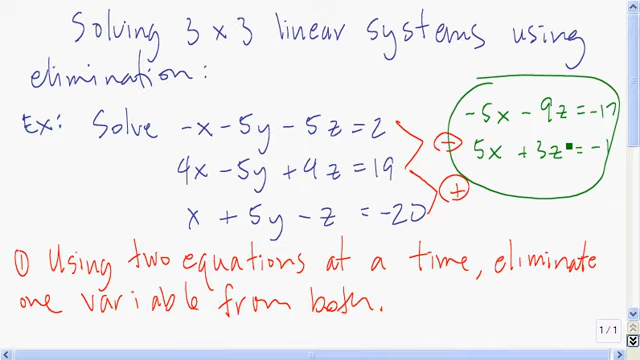 Solving 3 x 3 linear systems using
elimination:
Ex: Solve -x - 5y - 5z = 2
4x - 5y + 4z = 19
x + 5y - z = -20
-5x - 9z = -17
5x + 3z = -1
① Using two equations at a time, eliminate
one variable from both.
1/1